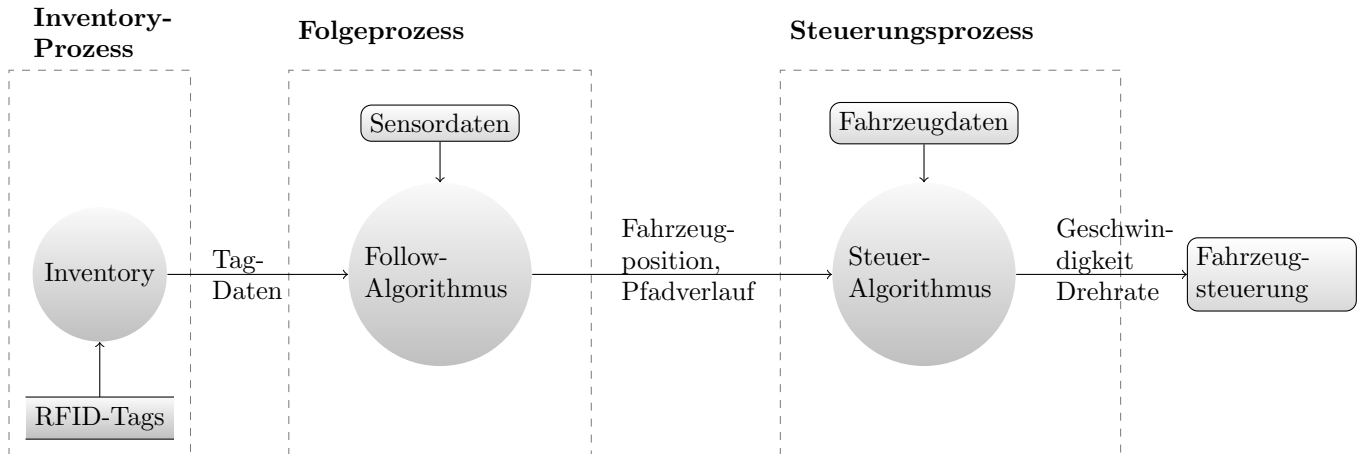 Inventory-
Prozess
Folgeprozess
Steuerungsprozess
Sensordaten
Fahrzeugdaten
Inventory
Tag-
Daten
Follow-
Algorithmus
Fahrzeug-
position,
Pfadverlauf
Steuer-
Algorithmus
Geschwin-
digkeit
Drehrate
Fahrzeug-
steuerung
RFID-Tags